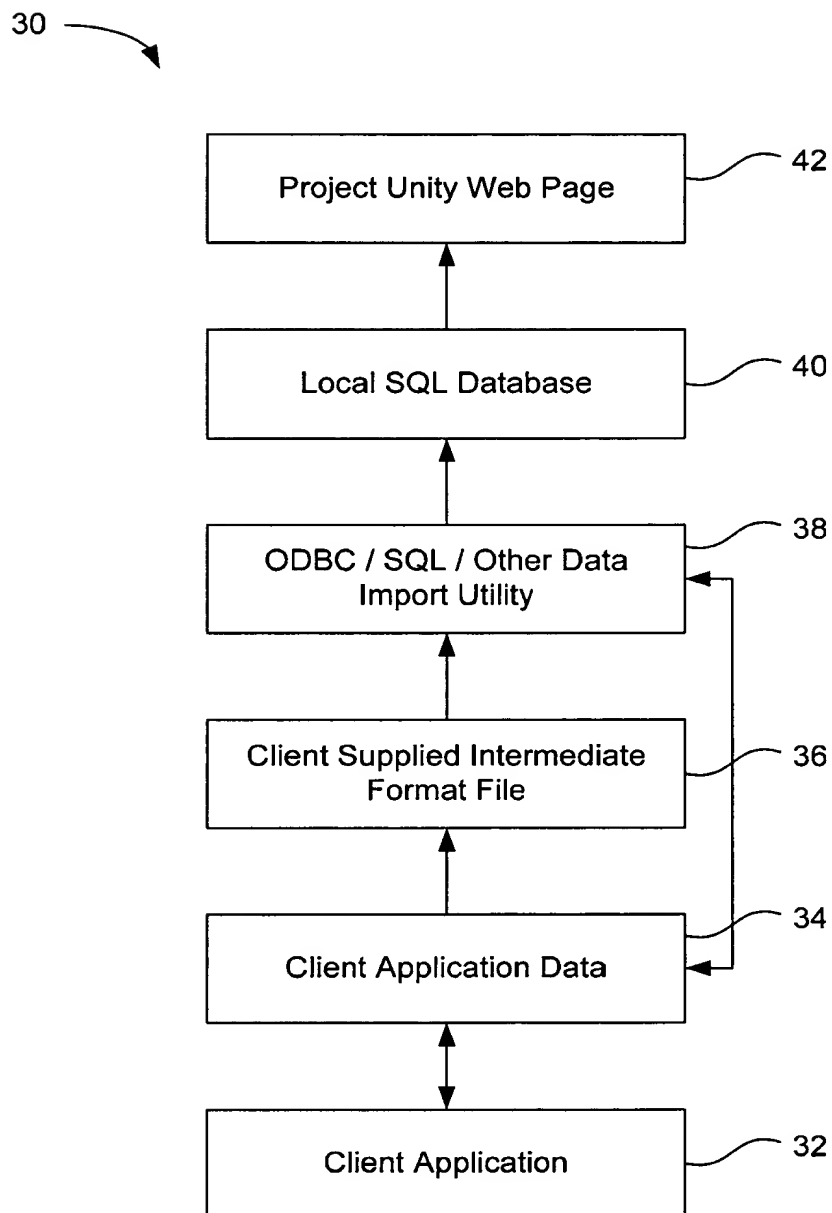 30
Project Unity Web Page
42
Local SQL Database
40
ODBC / SQL / Other Data
Import Utility
38
Client Supplied Intermediate
Format File
36
Client Application Data
34
Client Application
32